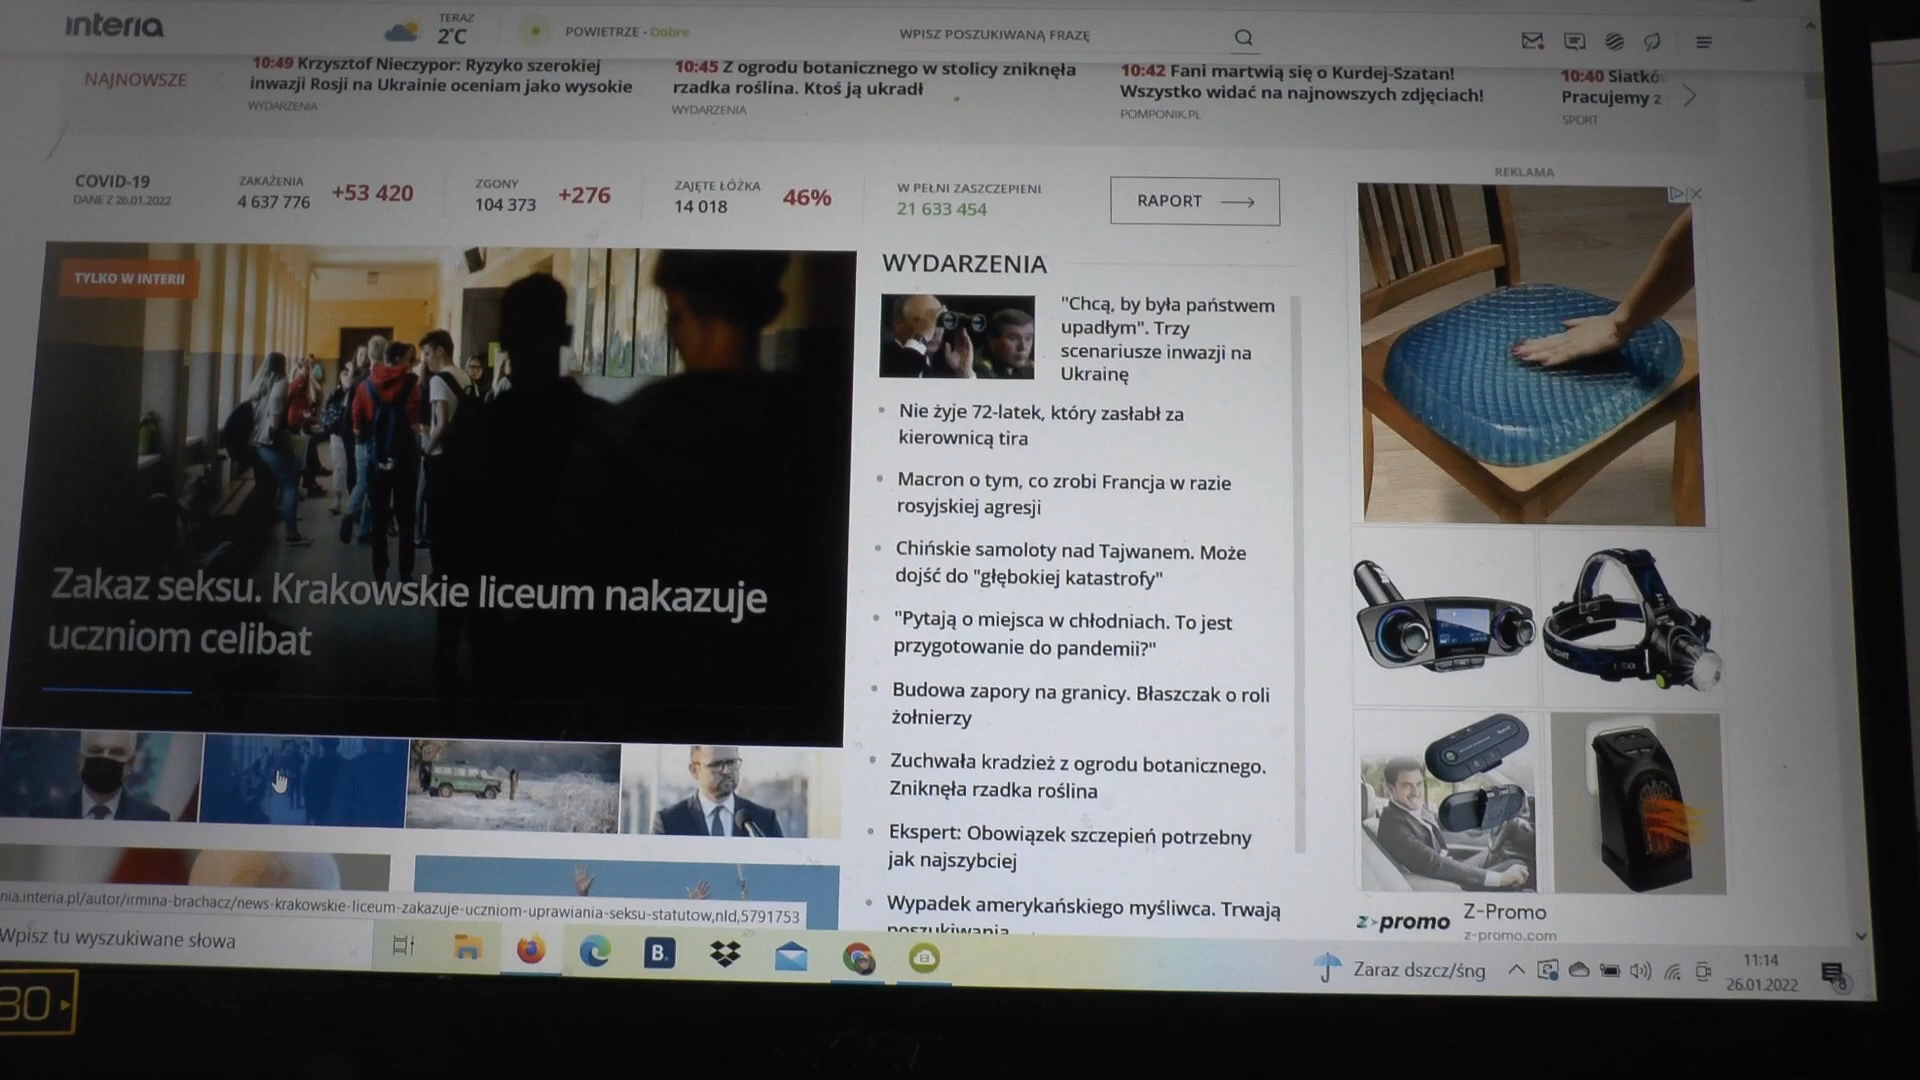 interia
TERAZ
2°C
POWIETRZE - Dobre
WPISZ POSZUKIWANĄ FRAZĘ
NAJNOWSZE
10:49 Krzysztof Nieczypor: Ryzyko szerokiej
inwazji Rosji na Ukrainie oceniam jako wysokie
WYDARZENIA
10:45 Z ogrodu botanicznego w stolicy zniknęła
rzadka roślina. Ktoś ją ukradł
WYDARZENIA
10:42 Fani martwią się o Kurdej-Szatan!
Wszystko widać na najnowszych zdjęciach!
POMPONIK.PL
10:40 Siatków
Pracujemy z
SPORT
COVID-19
DANE Z 26.01.2022
ZAKAŻENIA
4 637 776
+53 420
ZGONY
104 373
+276
ZAJĘTE ŁÓŻKA
14 018
46%
W PEŁNI ZASZCZEPIENI
21 633 454
RAPORT
REKLAMA
TYLKO W INTERII
Zakaz seksu. Krakowskie liceum nakazuje
uczniom celibat
WYDARZENIA
"Chcą, by była państwem
upadłym". Trzy
scenariusze inwazji na
Ukrainę
Nie żyje 72-latek, który zasłabł za
kierownicą tira
Macron o tym, co zrobi Francja w razie
rosyjskiej agresji
Chińskie samoloty nad Tajwanem. Może
dojść do "głębokiej katastrofy"
"Pytają o miejsca w chłodniach. To jest
przygotowanie do pandemii?"
Budowa zapory na granicy. Błaszczak o roli
żołnierzy
Zuchwała kradzież z ogrodu botanicznego.
Zniknęła rzadka roślina
Ekspert: Obowiązek szczepień potrzebny
jak najszybciej
Wypadek amerykańskiego myśliwca. Trwają
poszukiwania
z-promo
Z-Promo
z-promo.com
nia.interia.pl/autor/irmina-brachacz/news-krakowskie-liceum-zakazuje-uczniom-uprawiania-seksu-statutow,nId,5791753
Wpisz tu wyszukiwane słowa
B.
Zaraz dszcz/śng
11:14
26.01.2022
8
30